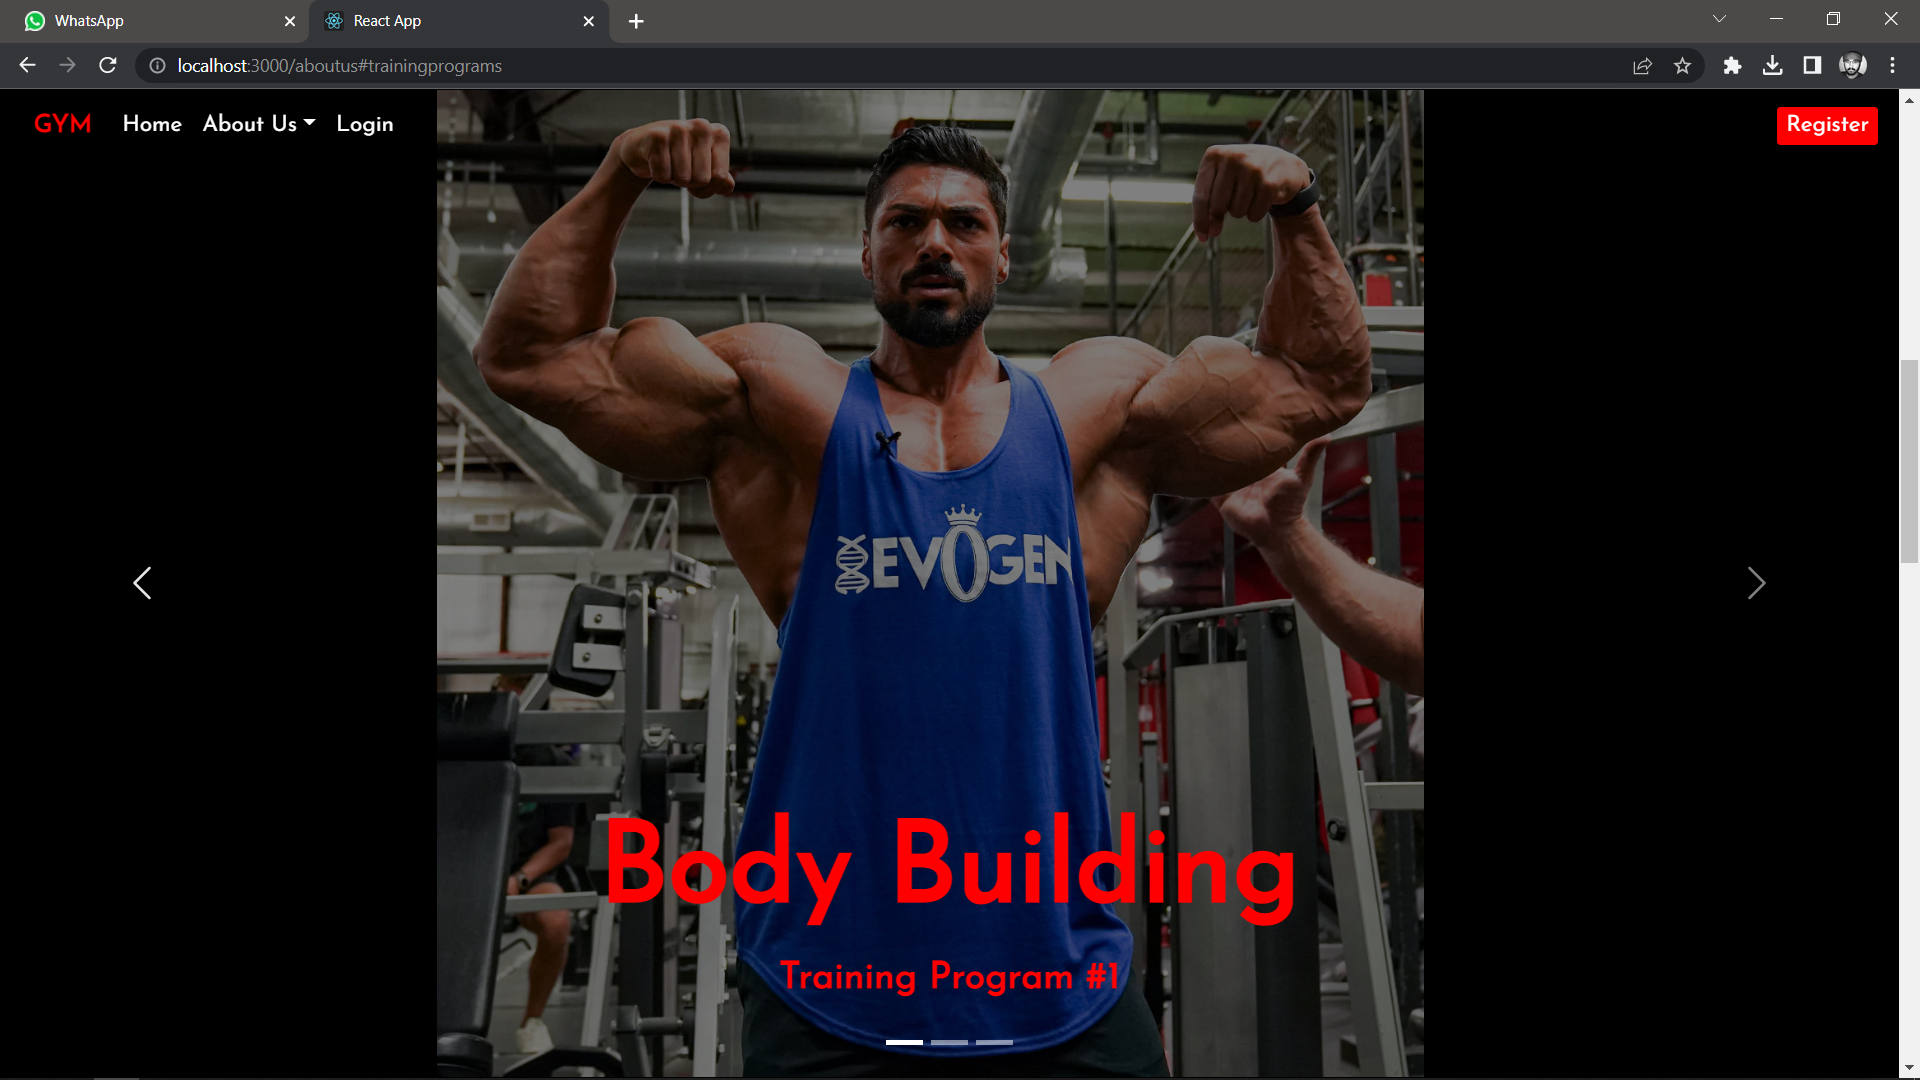 WhatsApp
React App
localhost:3000/aboutus#trainingprograms
GYM Home About Us Login Register
EVOGEN
Body Building
Training Program #1